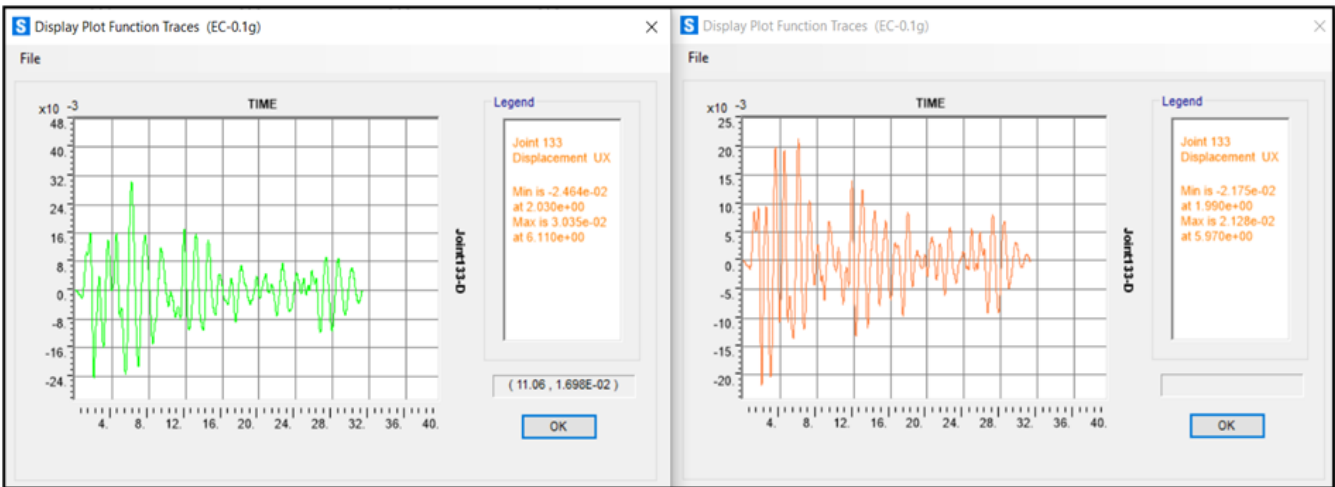 S Display Plot Function Traces (EC-0.1g)
File
TIME
x10 -3
48.
40.
32.
24.
16.
8.
0.
-8.
-16.
-24.
4. 8. 12. 16. 20. 24. 28. 32. 36. 40.
Joint133-D
Legend
Joint 133
Displacement UX
Min is -2.464e-02
at 2.030e+00
Max is 3.035e-02
at 6.110e+00
( 11.06 , 1.698E-02 )
OK
S Display Plot Function Traces (EC-0.1g)
File
TIME
x10 -3
25.
20.
15.
10.
5.
0.
-5.
-10.
-15.
-20.
4. 8. 12. 16. 20. 24. 28. 32. 36. 40.
Joint133-D
Legend
Joint 133
Displacement UX
Min is -2.175e-02
at 1.990e+00
Max is 2.128e-02
at 5.970e+00
OK